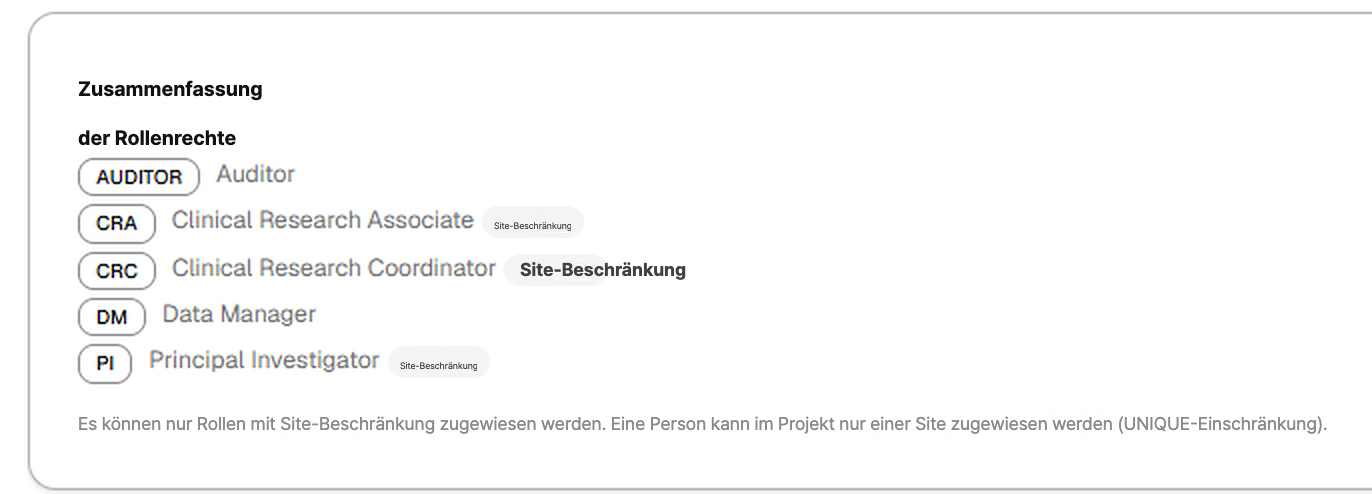 Zusammenfassung
der Rollenrechte
AUDITOR Auditor
CRA Clinical Research Associate Site-Beschränkung
CRC Clinical Research Coordinator Site-Beschränkung
DM Data Manager
PI Principal Investigator Site-Beschränkung
Es können nur Rollen mit Site-Beschränkung zugewiesen werden. Eine Person kann im Projekt nur einer Site zugewiesen werden (UNIQUE-Einschränkung).